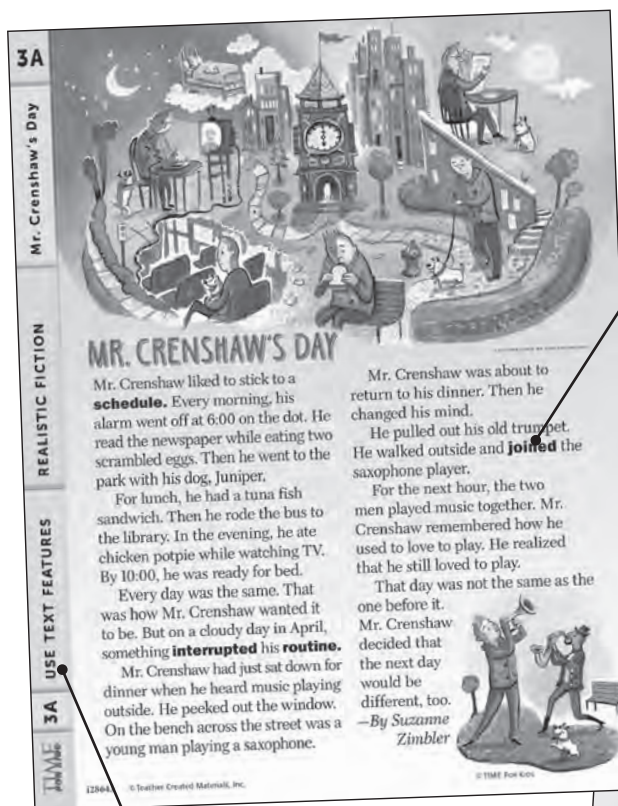 3A
Mr. Crenshaw's Day
REALISTIC FICTION
USE TEXT FEATURES
3A
TIME
FOR KIDS
MR. CRENSHAW'S DAY
Mr. Crenshaw liked to stick to a
schedule. Every morning, his
alarm went off at 6:00 on the dot. He
read the newspaper while eating two
scrambled eggs. Then he went to the
park with his dog, Juniper.
For lunch, he had a tuna fish
sandwich. Then he rode the bus to
the library. In the evening, he ate
chicken potpie while watching TV.
By 10:00, he was ready for bed.
Every day was the same. That
was how Mr. Crenshaw wanted it
to be. But on a cloudy day in April,
something interrupted his routine.
Mr. Crenshaw had just sat down for
dinner when he heard music playing
outside. He peeked out the window.
On the bench across the street was a
young man playing a saxophone.
Mr. Crenshaw was about to
return to his dinner. Then he
changed his mind.
He pulled out his old trumpet.
He walked outside and joined the
saxophone player.
For the next hour, the two
men played music together. Mr.
Crenshaw remembered how he
used to love to play. He realized
that he still loved to play.
That day was not the same as the
one before it.
Mr. Crenshaw
decided that
the next day
would be
different, too.
—By Suzanne
Zimbler
© Teacher Created Materials, Inc.
© TIME FOR KIDS